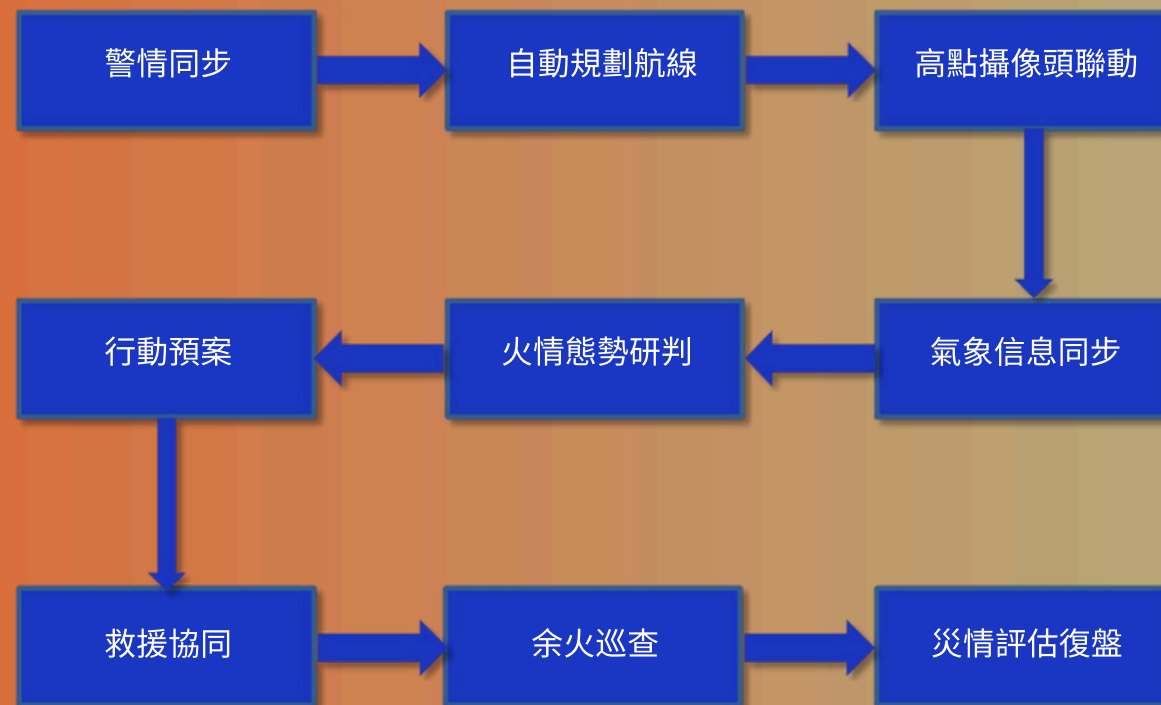 警情同步
自動規劃航線
高點攝像頭聯動
氣象信息同步
火情態勢研判
行動預案
救援協同
余火巡查
災情評估復盤